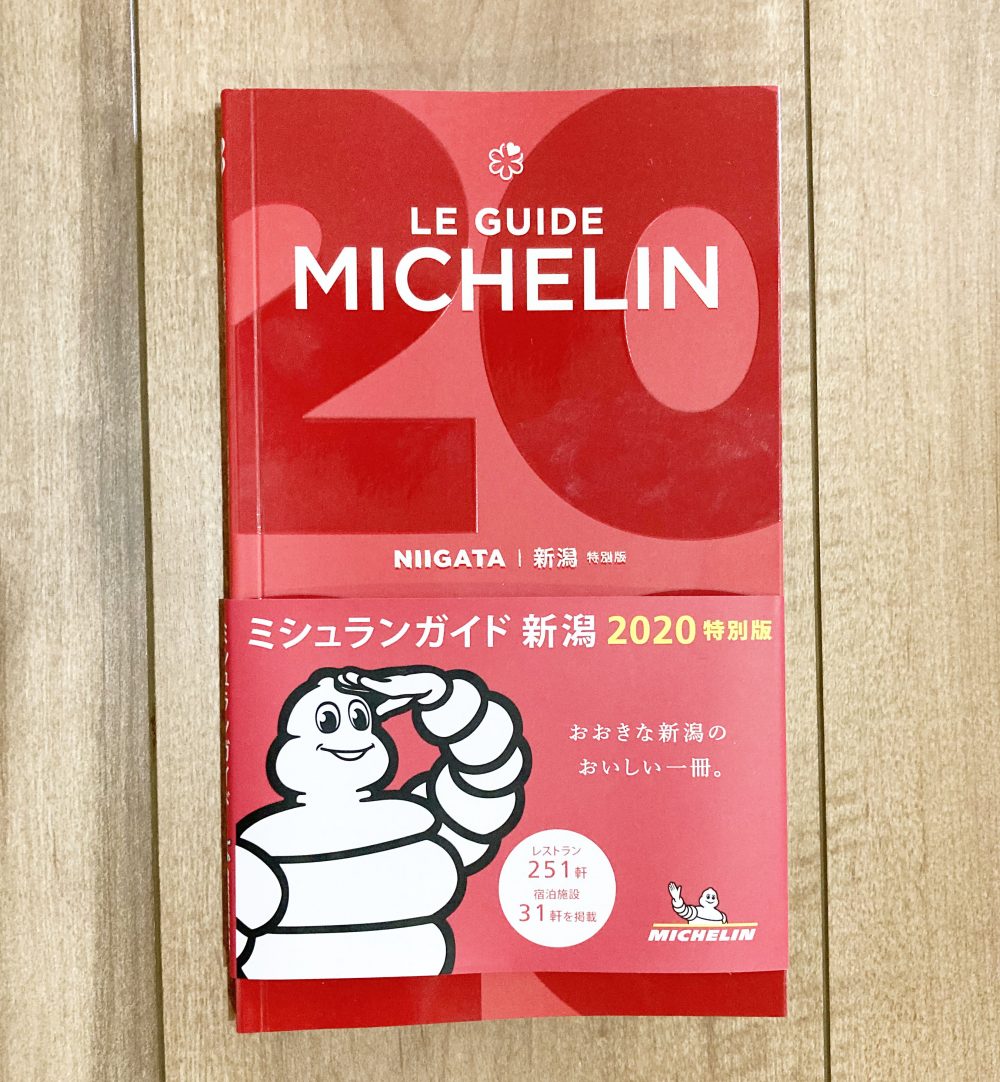 20
LE GUIDE
MICHELIN
NIIGATA | 新潟 特別版
ミシュランガイド 新潟 2020 特別版
おおきな新潟の
おいしい一冊。
レストラン
251軒
宿泊施設
31軒を掲載
MICHELIN